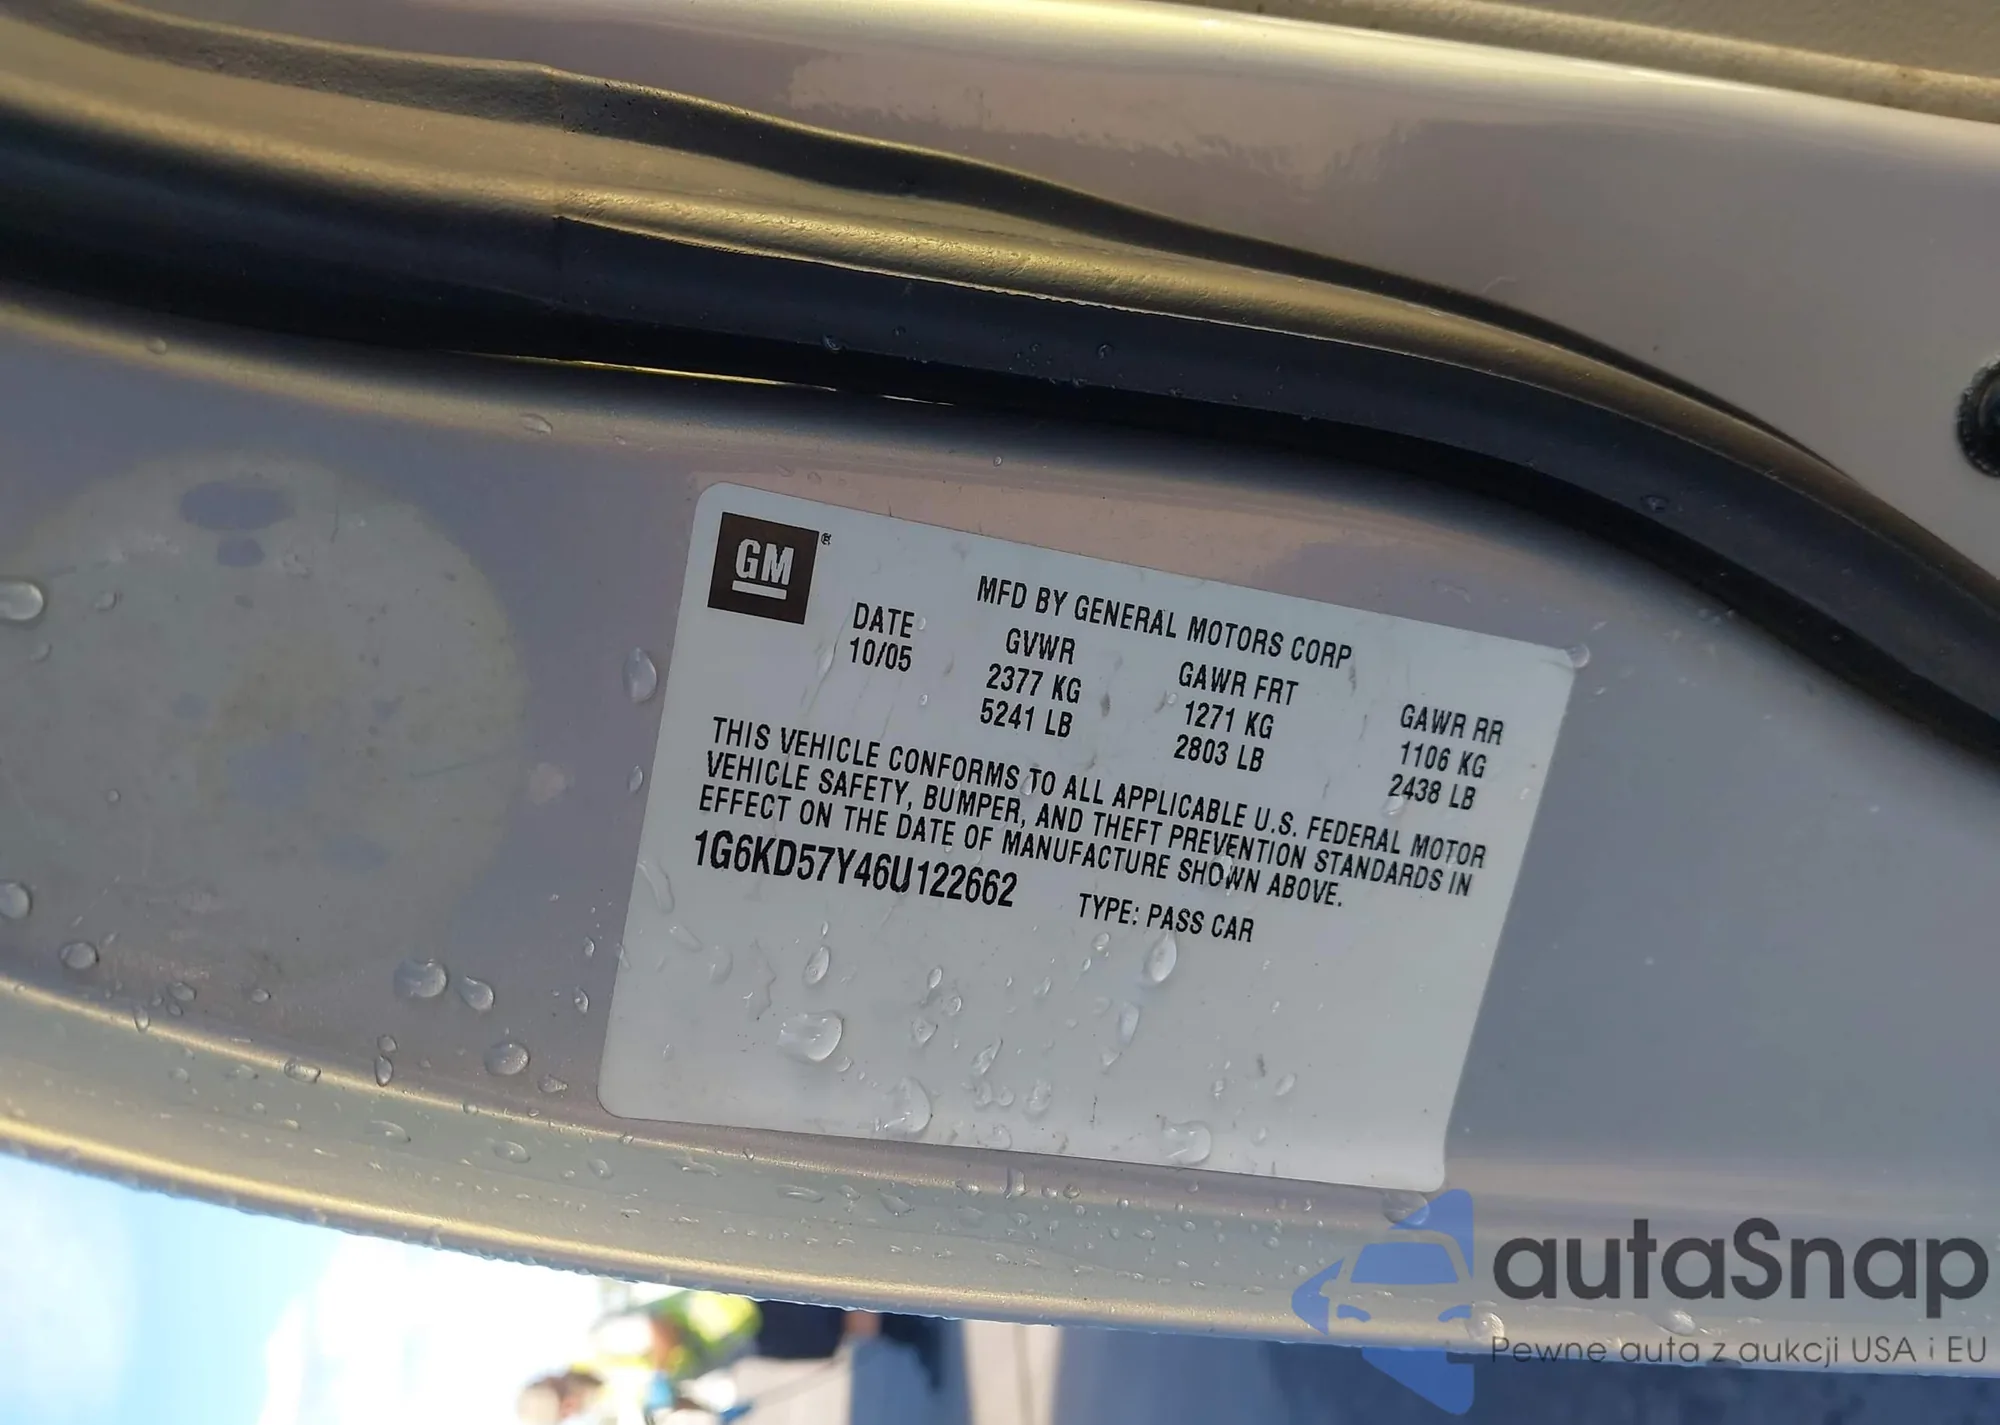 GM ®
MFD BY GENERAL MOTORS CORP
DATE GVWR GAWR FRT GAWR RR
10/05 2377 KG 1271 KG 1106 KG
5241 LB 2803 LB 2438 LB
THIS VEHICLE CONFORMS TO ALL APPLICABLE U.S. FEDERAL MOTOR
VEHICLE SAFETY, BUMPER, AND THEFT PREVENTION STANDARDS IN
EFFECT ON THE DATE OF MANUFACTURE SHOWN ABOVE.
1G6KD57Y46U122662 TYPE: PASS CAR
autaSnap
Pewne auta z aukcji USA i EU